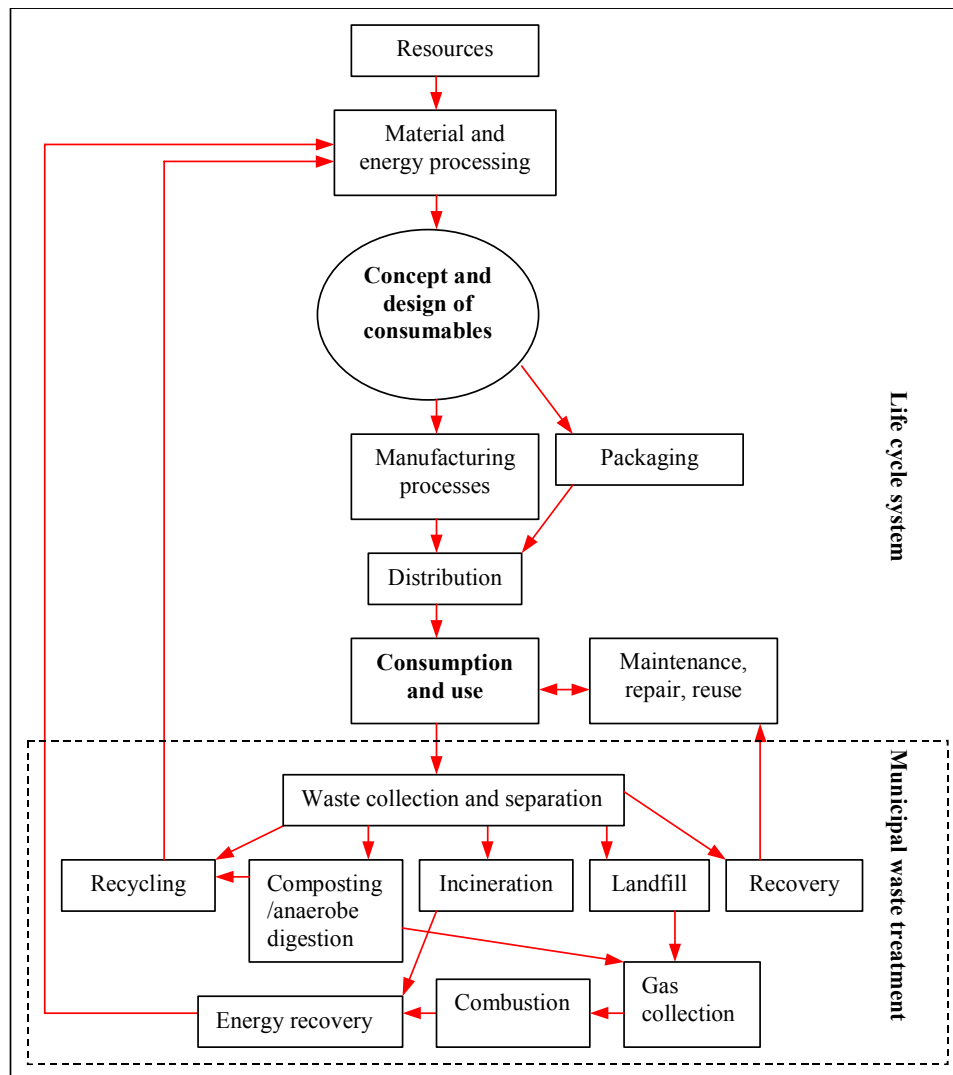 Resources
Material and
energy processing
Concept and
design of
consumables
Manufacturing
processes
Packaging
Distribution
Consumption
and use
Maintenance,
repair, reuse
Life cycle system
Waste collection and separation
Recycling
Composting
/anaerobe
digestion
Incineration
Landfill
Recovery
Energy recovery
Combustion
Gas
collection
Municipal waste treatment